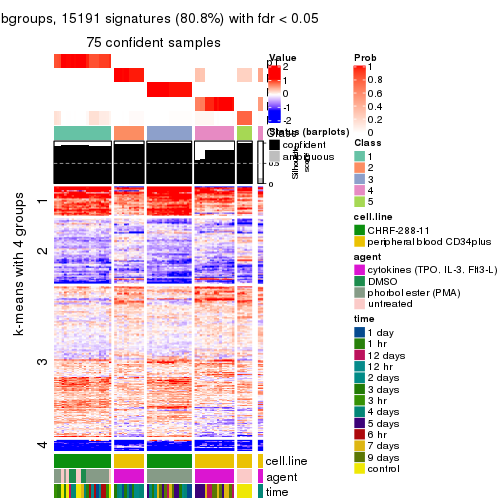 bgroups, 15191 signatures (80.8%) with fdr < 0.05
75 confident samples
k-means with 4 groups
1
2
3
4
Class
Value
2
1
0
-1
-2
Status (barplots)
confident
ambiguous
0.5
0
Silhouette
score
cell.line
agent
time
Prob
1
0.8
0.6
0.4
0.2
0
Class
1
2
3
4
5
cell.line
CHRF-288-11
peripheral blood CD34plus
agent
cytokines (TPO. IL-3. Flt3-L)
DMSO
phorbol ester (PMA)
untreated
time
1 day
1 hr
12 days
12 hr
2 days
3 days
3 hr
4 days
5 days
6 hr
7 days
9 days
control